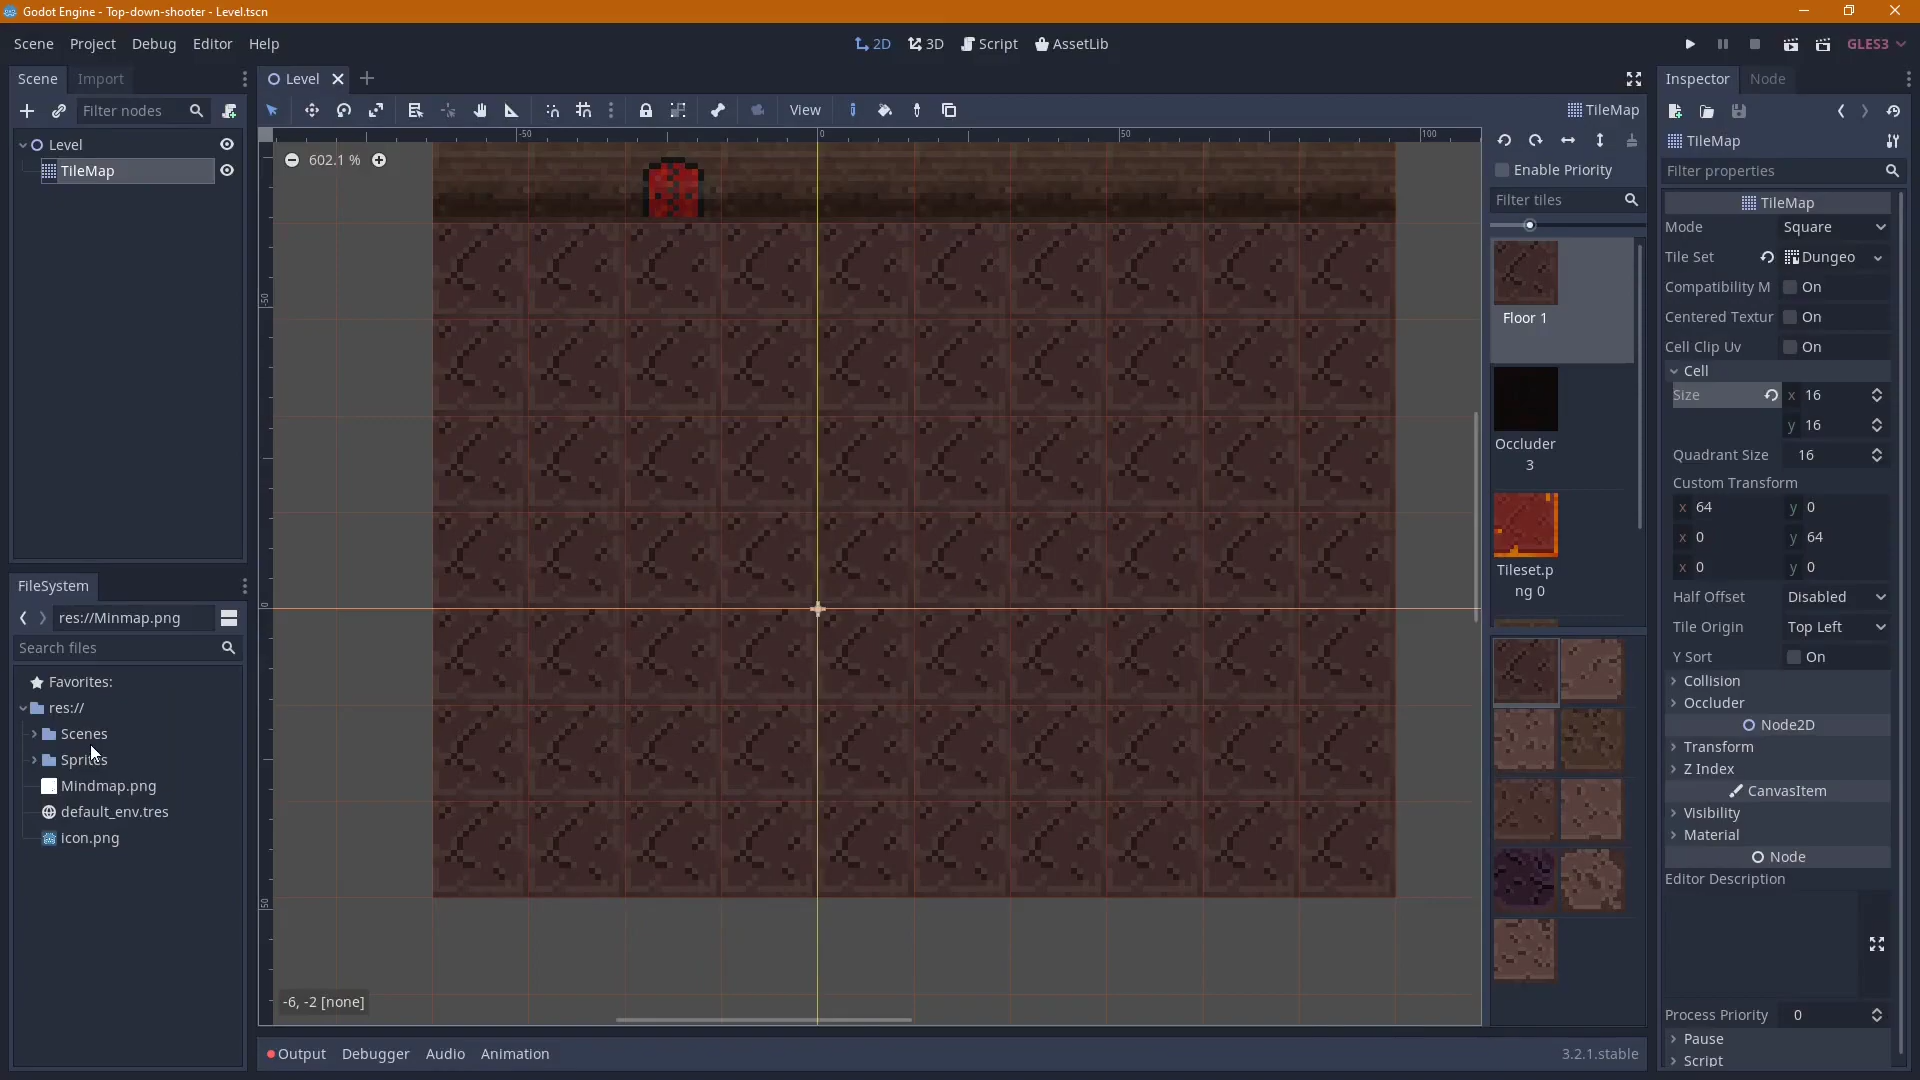 Godot Engine - Top-down-shooter - Level.tscn
Scene Project Debug Editor Help
2D 3D Script AssetLib
GLES3
Scene Import
Filter nodes
Level
TileMap
FileSystem
res://Minmap.png
Search files
Favorites:
res://
Scenes
Sprites
Mindmap.png
default_env.tres
icon.png
Level
View
TileMap
-50 0 50 100
602.1 %
-50
0
50
-6, -2 [none]
Output Debugger Audio Animation
3.2.1.stable
Enable Priority
Filter tiles
Floor 1
Occluder
3
Tileset.p
ng 0
Inspector Node
TileMap
Filter properties
TileMap
Mode Square
Tile Set Dungeo
Compatibility M On
Centered Textur On
Cell Clip Uv On
Cell
Size x 16
y 16
Quadrant Size 16
Custom Transform
x 64 y 0
x 0 y 64
x 0 y 0
Half Offset Disabled
Tile Origin Top Left
Y Sort On
Collision
Occluder
Node2D
Transform
Z Index
CanvasItem
Visibility
Material
Node
Editor Description
Process Priority 0
Pause
Script